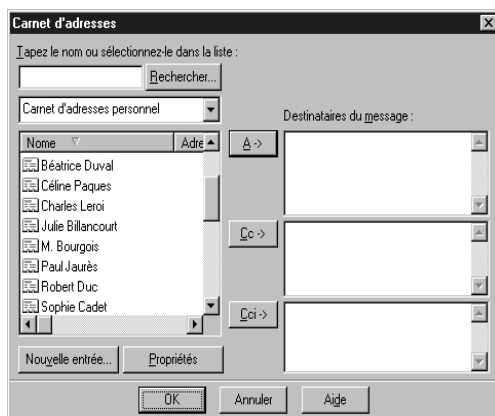 Carnet d'adresses
Tapez le nom ou sélectionnez-le dans la liste :
Rechercher...
Carnet d'adresses personnel
Destinataires du message :
Nome Adre
A ->
Béatrice Duval
Céline Paques
Charles Leroi
Julie Billancourt
Cc ->
M. Bourgois
Paul Jaurès
Robert Duc
Sophie Cadet
Cci ->
Nouvelle entrée... Propriétés
OK Annuler Aide